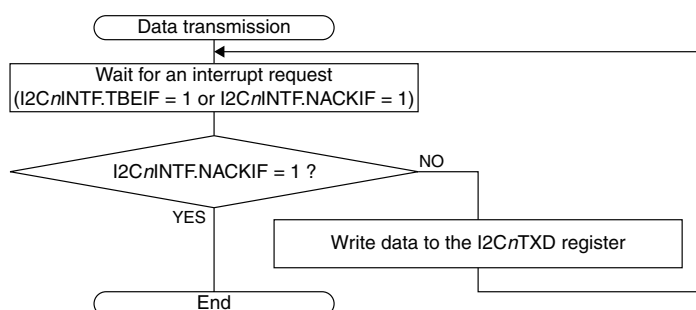 Data transmission
Wait for an interrupt request
(I2CnINTF.TBEIF = 1 or I2CnINTF.NACKIF = 1)
I2CnINTF.NACKIF = 1 ?
NO
YES
Write data to the I2CnTXD register
End